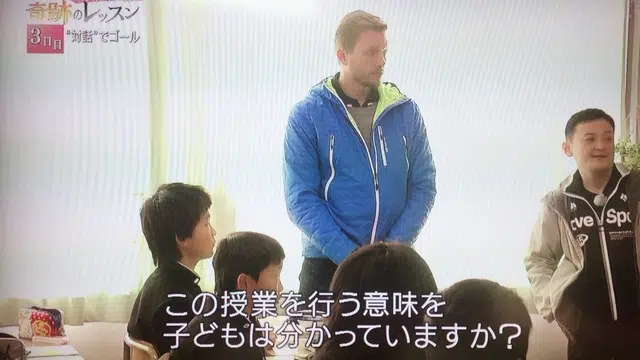 奇跡のレッスン
3日目
"対話"でゴール
ve Spo
この授業を行う意味を
子どもは分かっていますか?